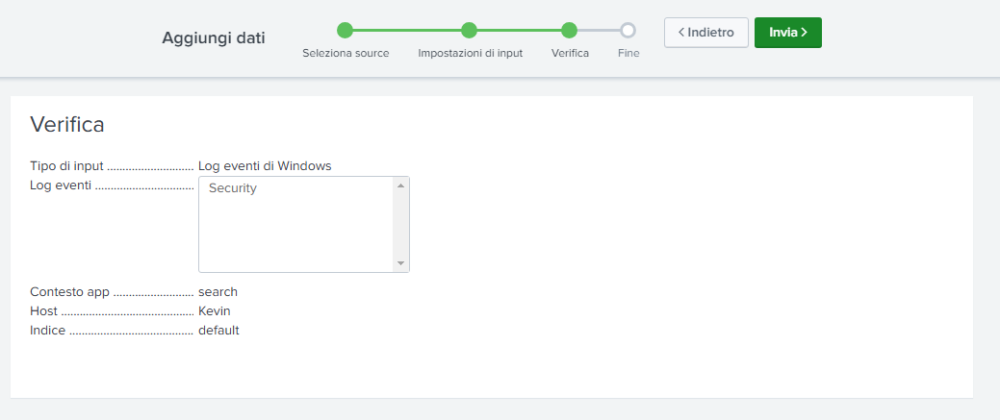 Aggiungi dati
Seleziona source
Impostazioni di input
Verifica
Fine
< Indietro
Invia >
Verifica
Tipo di input ............................ Log eventi di Windows
Log eventi ................................ Security
Contesto app .......................... search
Host .......................................... Kevin
Indice ....................................... default